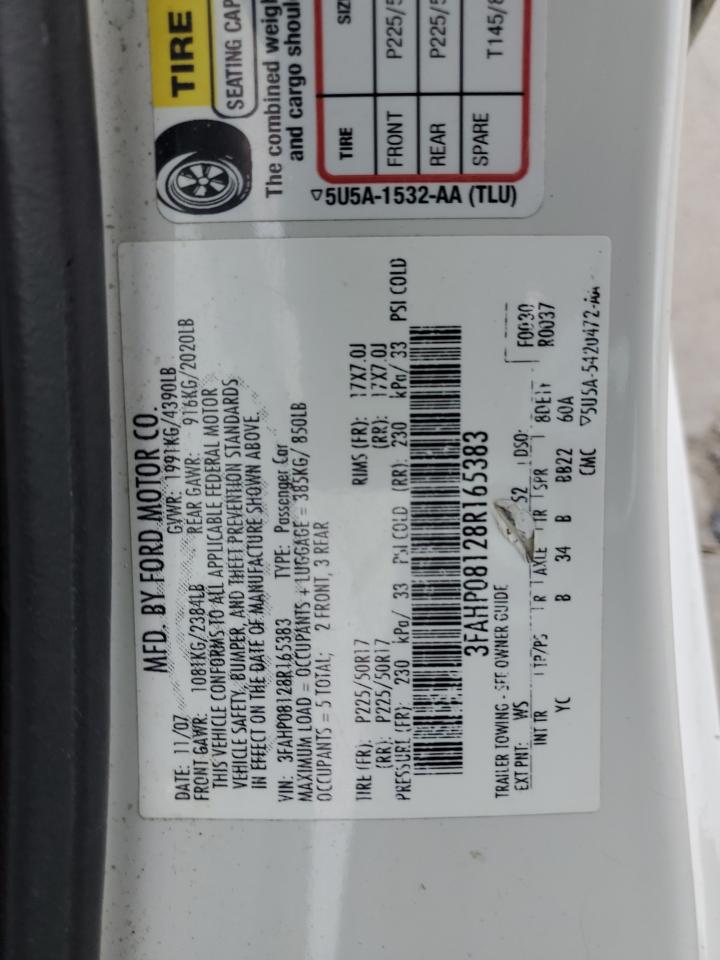 TIRE
SEATING CAP
The combined weigh
and cargo shoul
TIRE SIZ
FRONT P225/5
REAR P225/5
SPARE T145/8
▽5U5A-1532-AA (TLU)
MFD. BY FORD MOTOR CO.
DATE: 11/07 GVWR: 1991KG/4390LB
FRONT GAWR: 1081KG/2384LB REAR GAWR: 916KG/2020LB
THIS VEHICLE CONFORMS TO ALL APPLICABLE FEDERAL MOTOR
VEHICLE SAFETY, BUMPER, AND THEFT PREVENTION STANDARDS
IN EFFECT ON THE DATE OF MANUFACTURE SHOWN ABOVE.
VIN: 3FAHP08128R165383 TYPE: Passenger Car
MAXIMUM LOAD = OCCUPANTS + LUGGAGE = 385KG/ 850LB
OCCUPANTS = 5 TOTAL; 2 FRONT, 3 REAR
TIRE (FR): P225/50R17 RIMS (FR): 17X7.0J
(RR): P225/50R17 (RR): 17X7.0J
PRESSURE (FR): 230 kPa/ 33 PSI COLD (RR): 230 kPa/ 33 PSI COLD
3FAHP08128R165383
TRAILER TOWING - SEE OWNER GUIDE
F0030
EXT PNT: WS S2 DSO: R0037
INT TR TP/PS R AXLE TR SPR
YC B 34 B BB22 60A
CMC ▽5U5A-5420472-AA